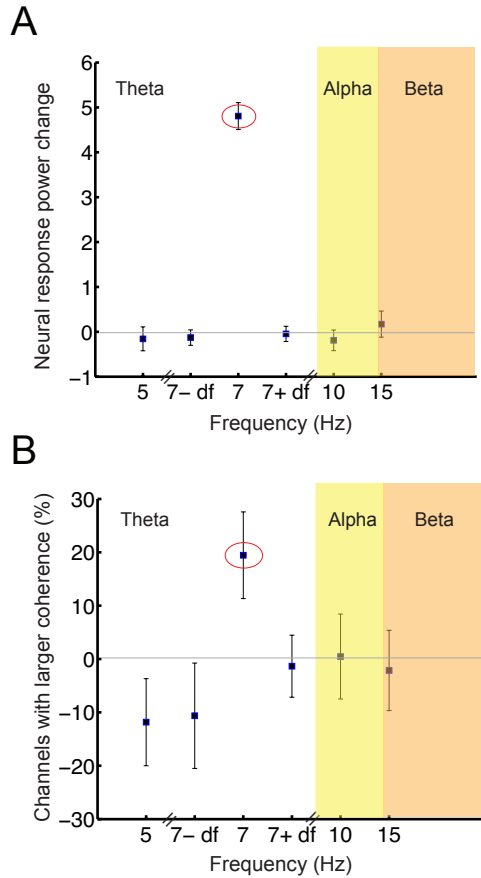 A
Neural response power change
6
5
4
3
2
1
0
−1
Theta
Alpha
Beta
5
7− df
7
7+ df
10
15
Frequency (Hz)
B
Channels with larger coherence (%)
30
20
10
0
−10
−20
−30
Theta
Alpha
Beta
5
7− df
7
7+ df
10
15
Frequency (Hz)